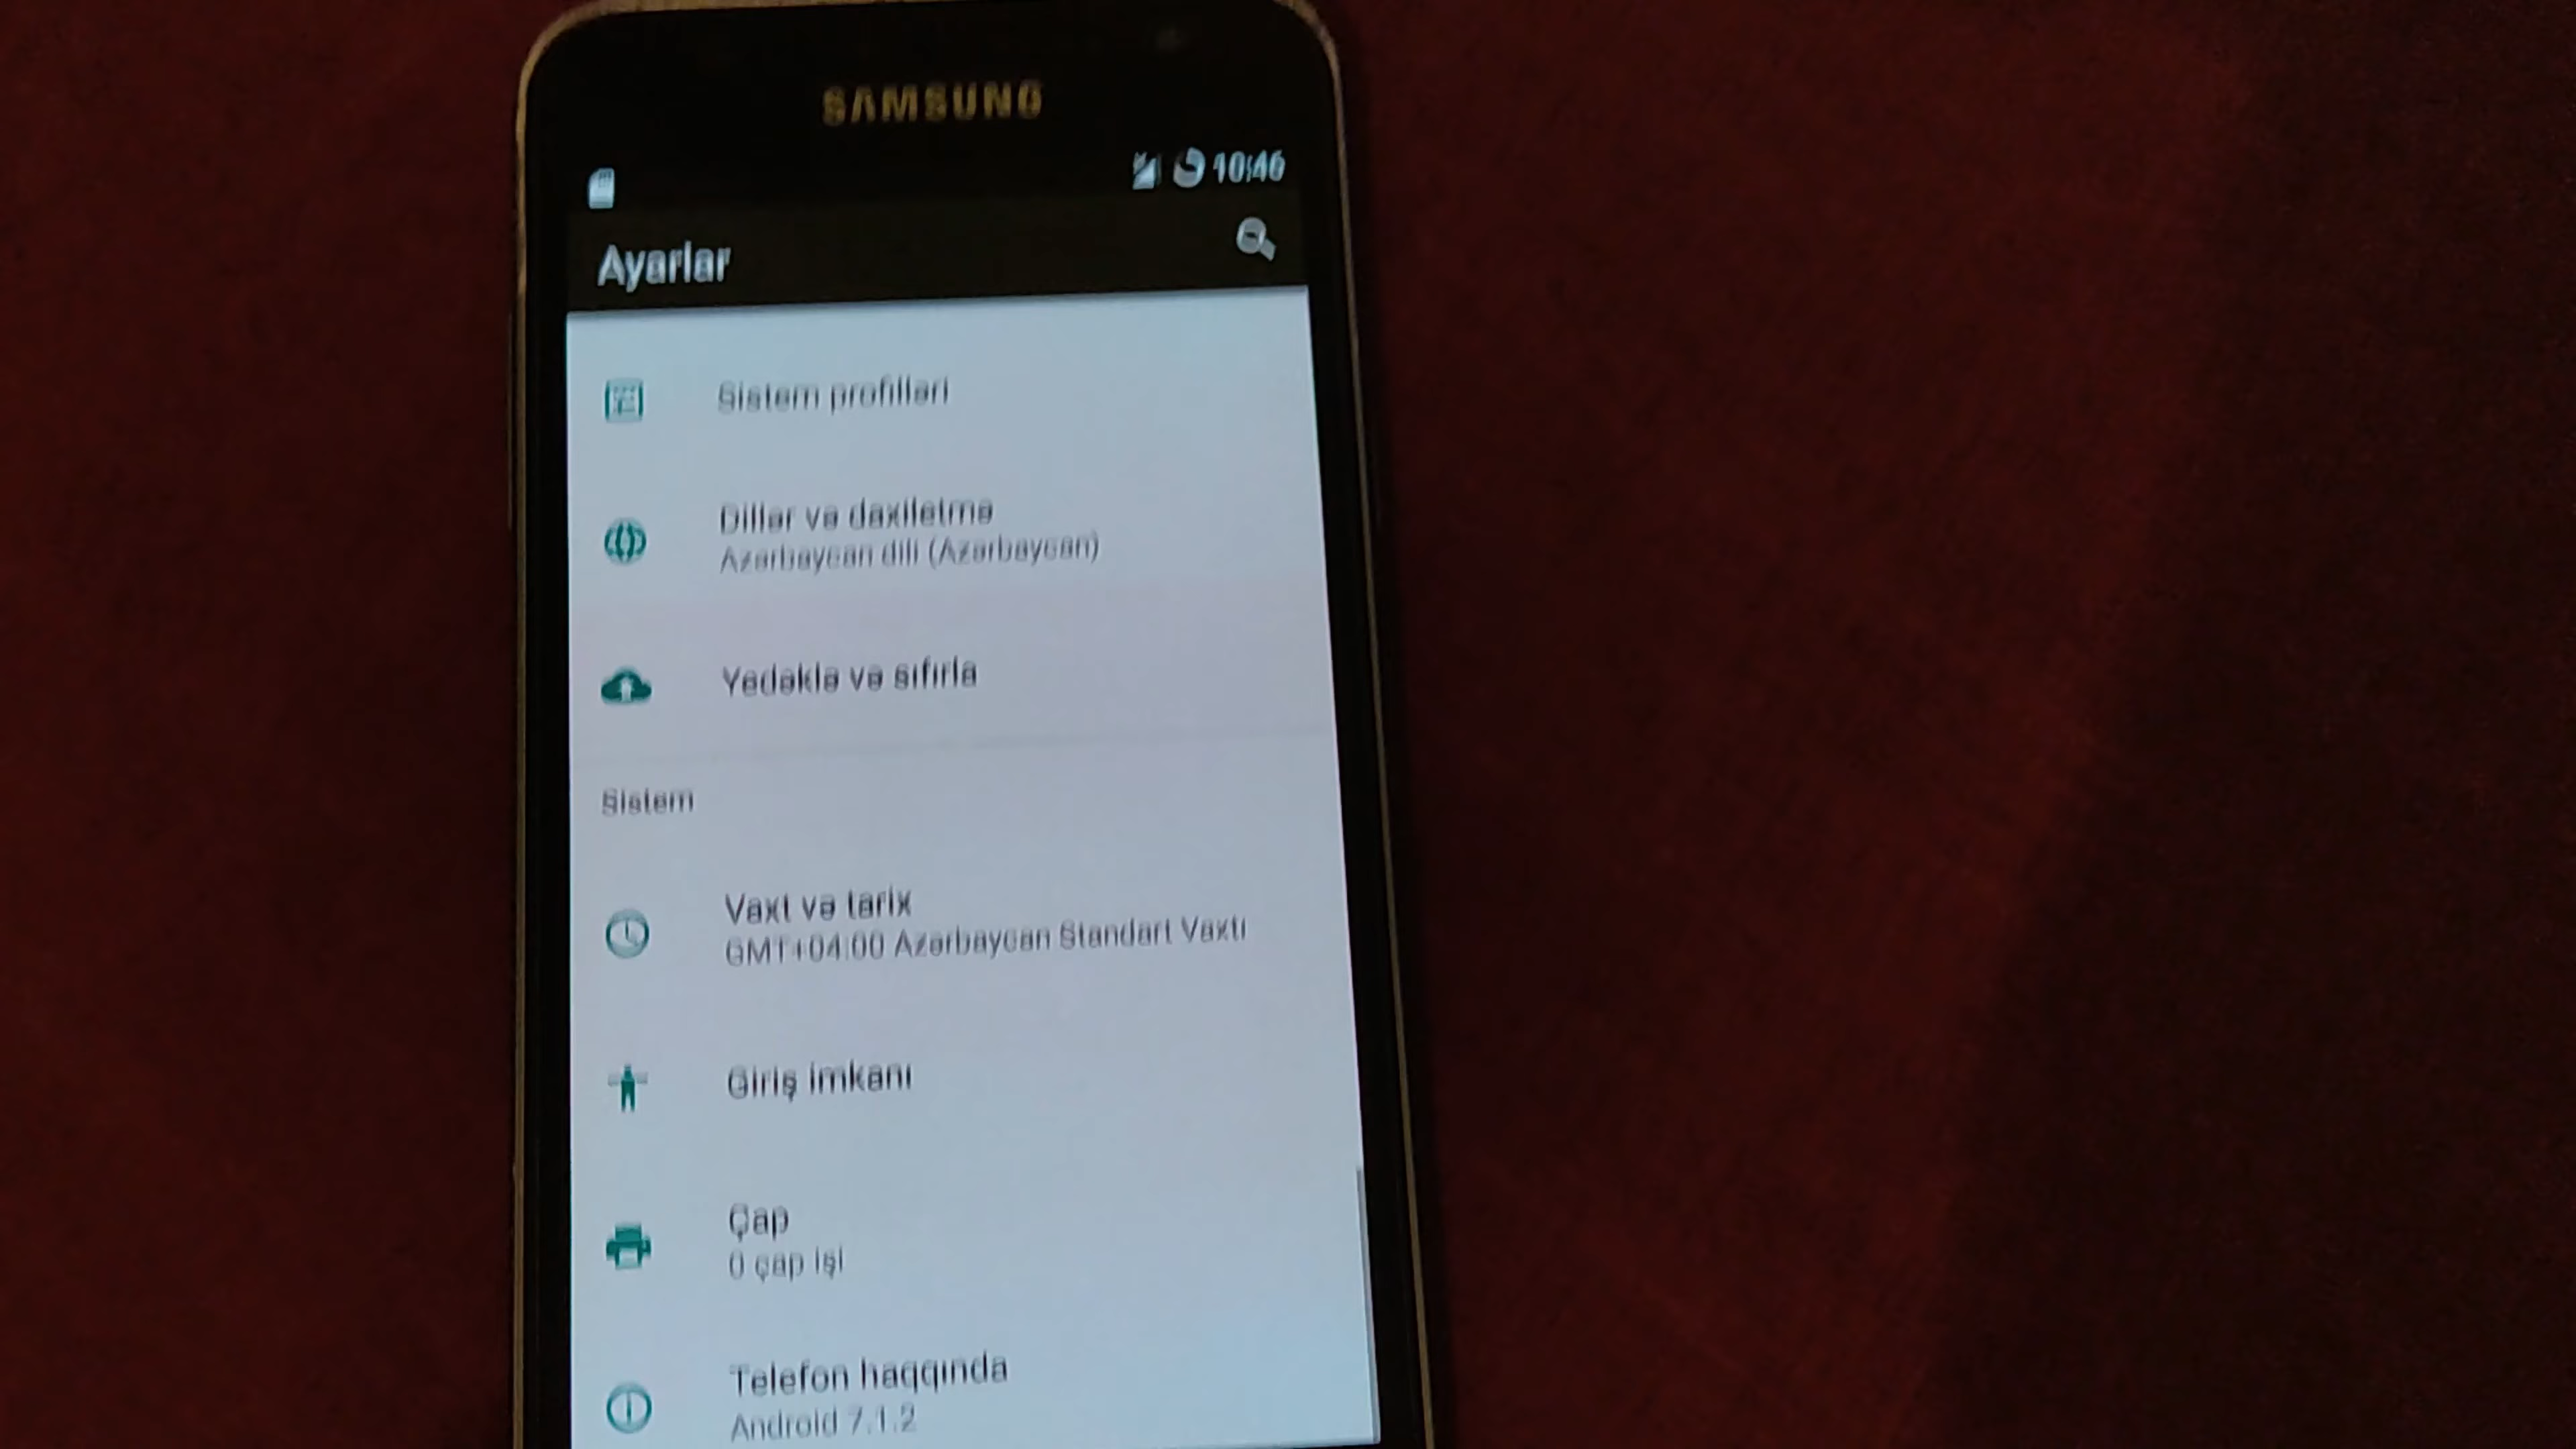 SAMSUNG
10:46
Ayarlar
Sistem profilləri
Dillər və daxiletmə
Azərbaycan dili (Azərbaycan)
Yedəklə və sıfırla
Sistem
Vaxt və tarix
GMT+04:00 Azərbaycan Standart Vaxtı
Giriş imkanı
Çap
0 çap işi
Telefon haqqında
Android 7.1.2